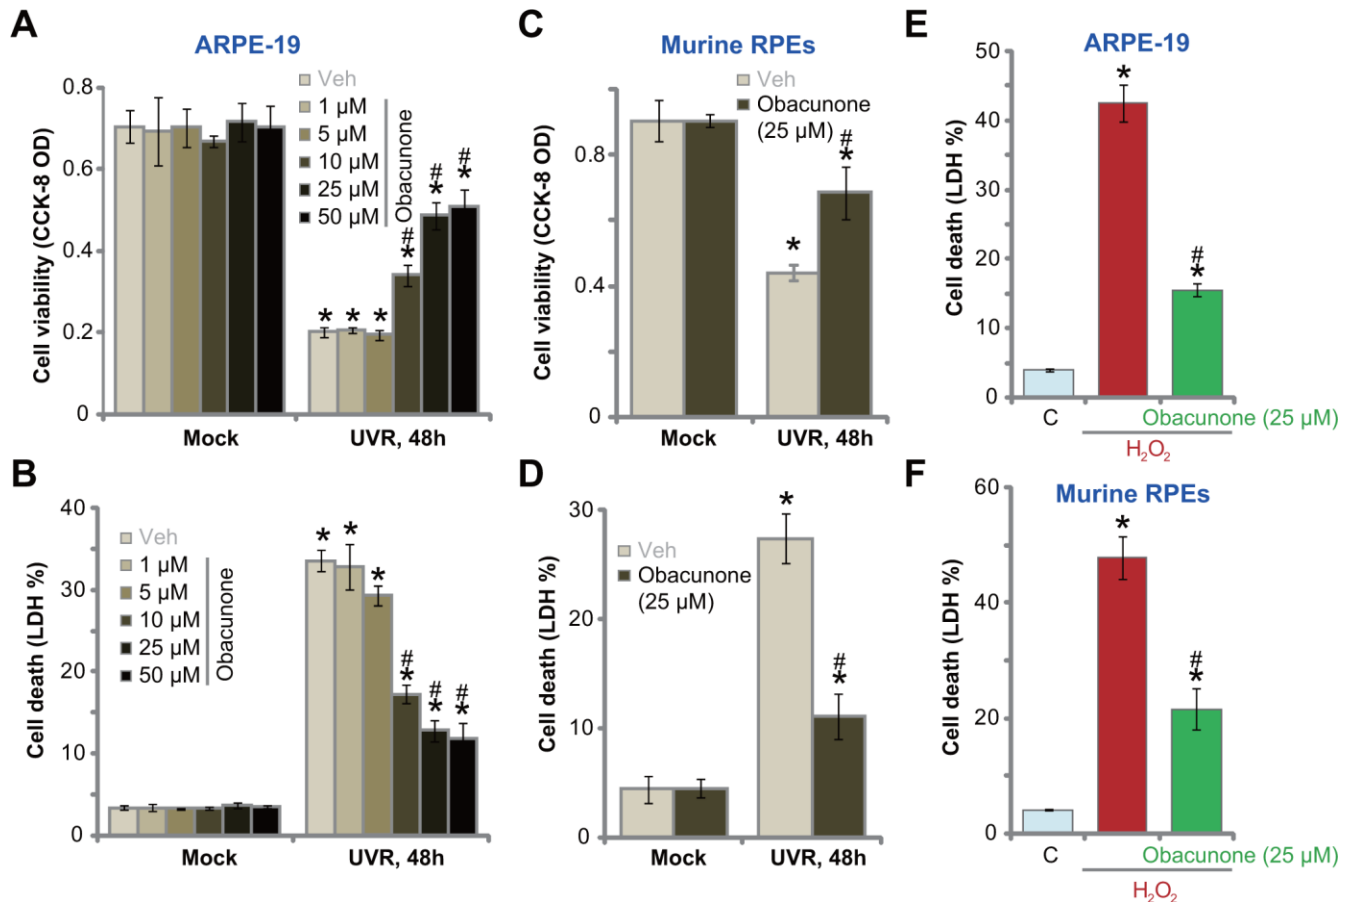 A
ARPE-19
Veh
1 µM
5 µM
10 µM
25 µM
50 µM
Obacunone
Cell viability (CCK-8 OD)
0.8
0.6
0.4
0.2
0
* * * * * *
# # #
Mock
UVR, 48h
B
Veh
1 µM
5 µM
10 µM
25 µM
50 µM
Obacunone
Cell death (LDH %)
40
30
20
10
0
* * * * * *
# # #
Mock
UVR, 48h
C
Murine RPEs
Veh
Obacunone
(25 µM)
Cell viability (CCK-8 OD)
0.8
0.4
0
#
* *
Mock
UVR, 48h
D
Veh
Obacunone
(25 µM)
Cell death (LDH %)
30
20
10
0
*
#
*
Mock
UVR, 48h
E
ARPE-19
Cell death (LDH %)
50
40
30
20
10
0
*
#
*
C
Obacunone (25 µM)
H₂O₂
F
Murine RPEs
Cell death (LDH %)
60
40
20
0
*
#
*
C
Obacunone (25 µM)
H₂O₂